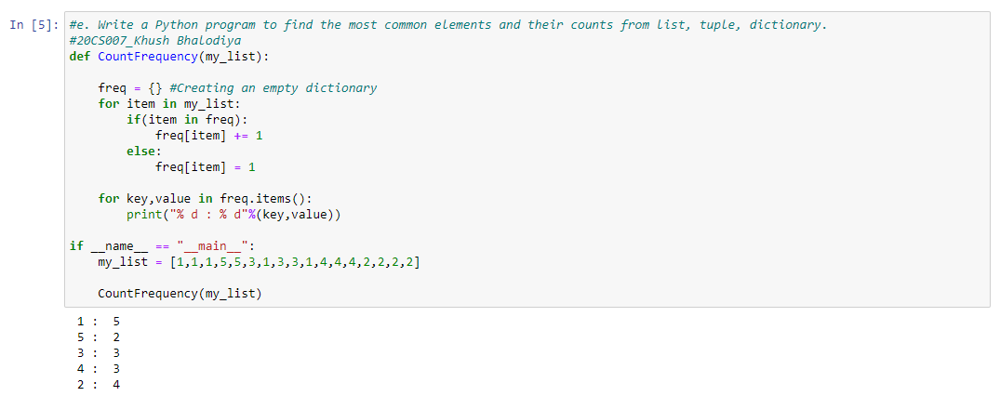 In [5]: #e. Write a Python program to find the most common elements and their counts from list, tuple, dictionary.
#20CS007_Khush Bhalodiya
def CountFrequency(my_list):
freq = {} #Creating an empty dictionary
for item in my_list:
if(item in freq):
freq[item] += 1
else:
freq[item] = 1
for key,value in freq.items():
print("% d : % d"%(key,value))
if __name__ == "__main__":
my_list = [1,1,1,5,5,3,1,3,3,1,4,4,4,2,2,2,2]
CountFrequency(my_list)
1 : 5
5 : 2
3 : 3
4 : 3
2 : 4